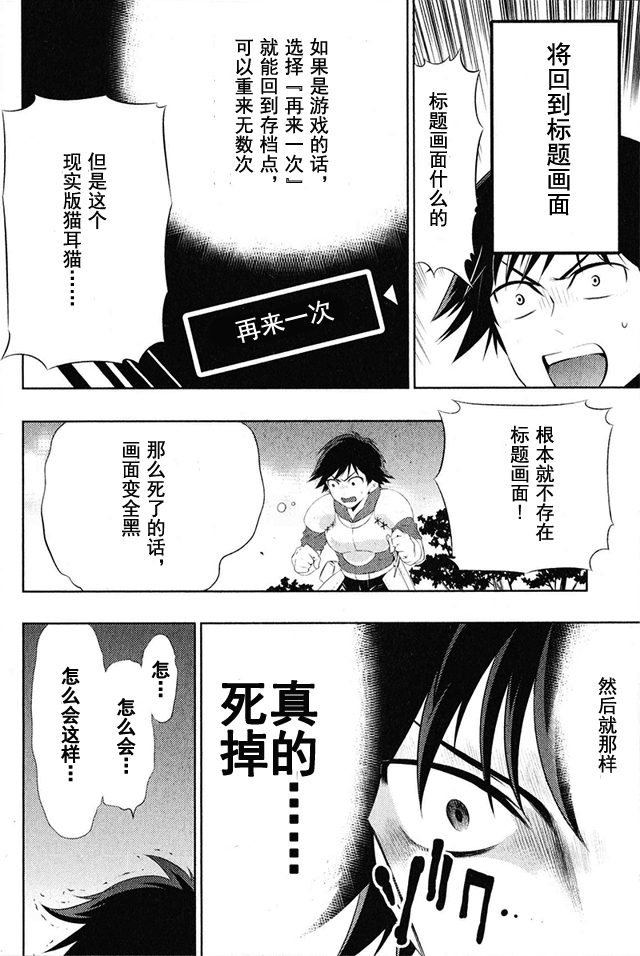 将回到标题画面
标题画面什么的
如果是游戏的话，
选择『再来一次』
就能回到存档点，
可以重来无数次
再来一次
但是这个
现实版猫耳猫……
根本就不存在
标题画面！
那么死了的话，
画面变全黑
然后就那样
真的……
死掉
怎…
怎么会…
怎么会这样…